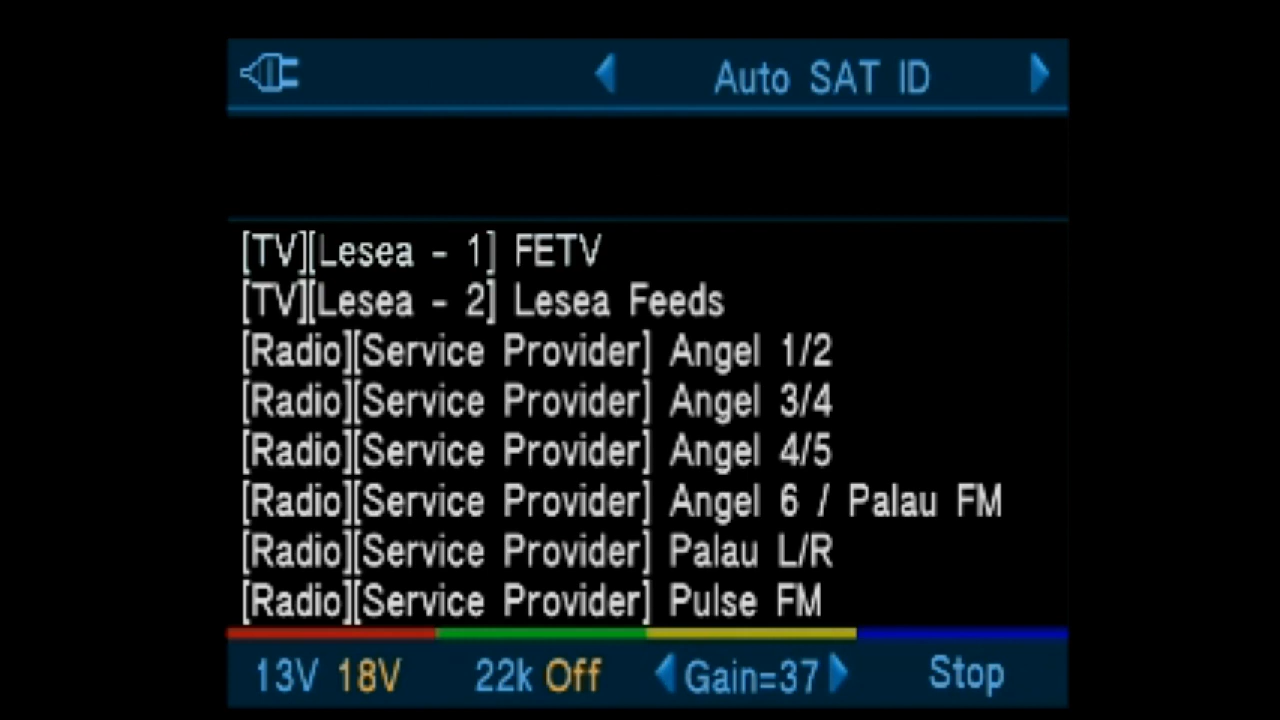 Auto SAT ID
[TV][Lesea - 1] FETV
[TV][Lesea - 2] Lesea Feeds
[Radio][Service Provider] Angel 1/2
[Radio][Service Provider] Angel 3/4
[Radio][Service Provider] Angel 4/5
[Radio][Service Provider] Angel 6 / Palau FM
[Radio][Service Provider] Palau L/R
[Radio][Service Provider] Pulse FM
13V 18V 22k Off Gain=37 Stop